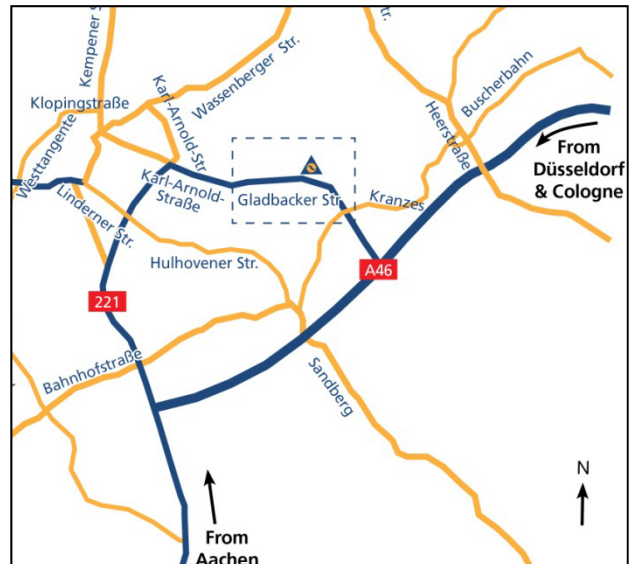 Kempener S
Klopingstraße
Westtangente
Karl-Arnold-Str
Wassenberger Str.
tr.
Heerstraße
Buscherbahn
From
Düsseldorf
& Cologne
Linderner Str.
Karl-Arnold-
Straße
Gladbacker Str
Kranzes
Hulhovener Str.
A46
221
Bahnhofstraße
Sandberg
N
From
Aachen